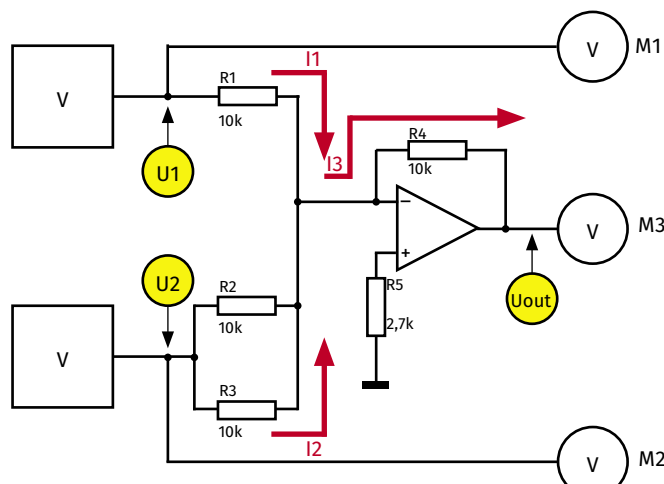 I1
M1
V
R1
V
10k
R4
I3
10k
U1
−
M3
V
U2
+
R5
R2
Uout
10k
2,7k
V
R3
10k
I2
M2
V